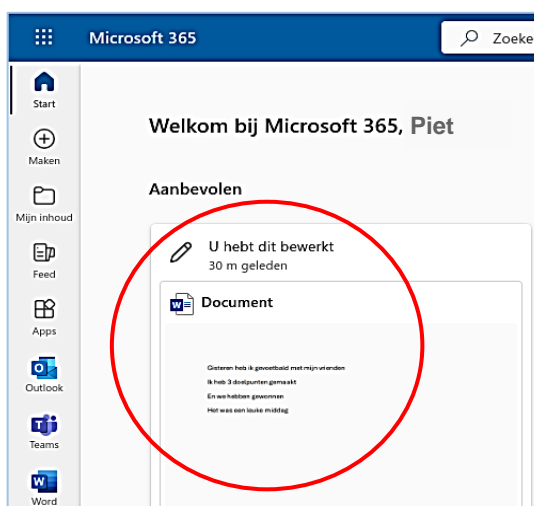 Microsoft 365
Zoeke
Start
Welkom bij Microsoft 365, Piet
Maken
Aanbevolen
Mijn inhoud
U hebt dit bewerkt
30 m geleden
Feed
Document
Apps
Gisteren heb ik gevoetbald met mijn vrienden
Ik heb 3 doelpunten gemaakt
Outlook
En we hebben gewonnen
Het was een leuke middag
Teams
Word